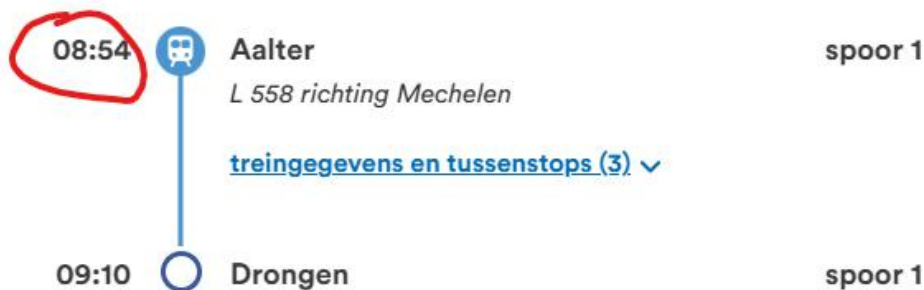 08:54 Aalter spoor 1
L 558 richting Mechelen
treingegevens en tussenstops (3)
09:10 Drongen spoor 1